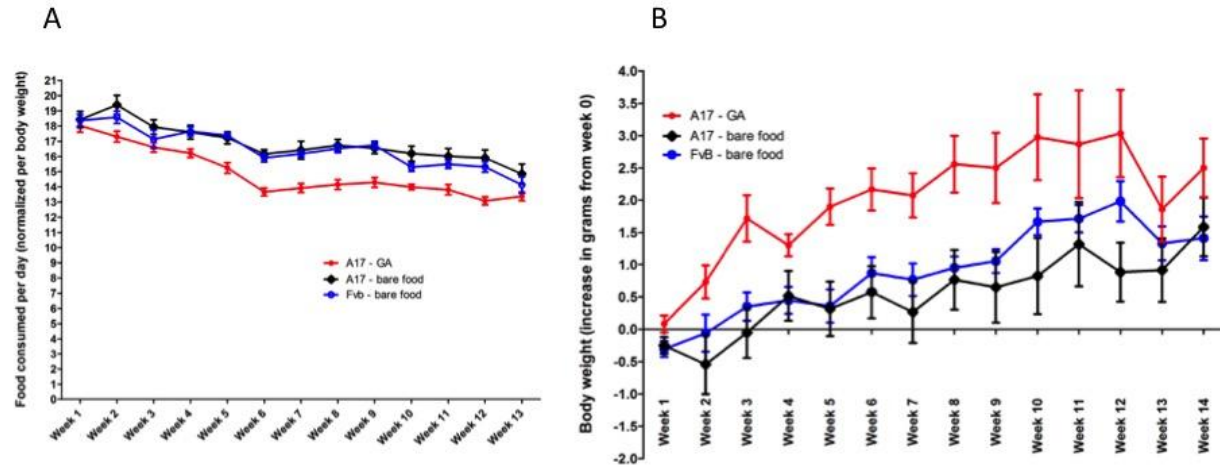 A
Food consumed per day (normalized per body weight)
21
20
19
18
17
16
15
14
13
12
11
10
9
8
7
6
5
4
3
2
1
0
A17 - GA
A17 - bare food
Fvb - bare food
Week 1
Week 2
Week 3
Week 4
Week 5
Week 6
Week 7
Week 8
Week 9
Week 10
Week 11
Week 12
Week 13
B
Body weight (increase in grams from week 0)
4.0
3.5
3.0
2.5
2.0
1.5
1.0
0.5
0.0
-0.5
-1.0
-1.5
-2.0
A17 - GA
A17 - bare food
FvB - bare food
Week 1
Week 2
Week 3
Week 4
Week 5
Week 6
Week 7
Week 8
Week 9
Week 10
Week 11
Week 12
Week 13
Week 14